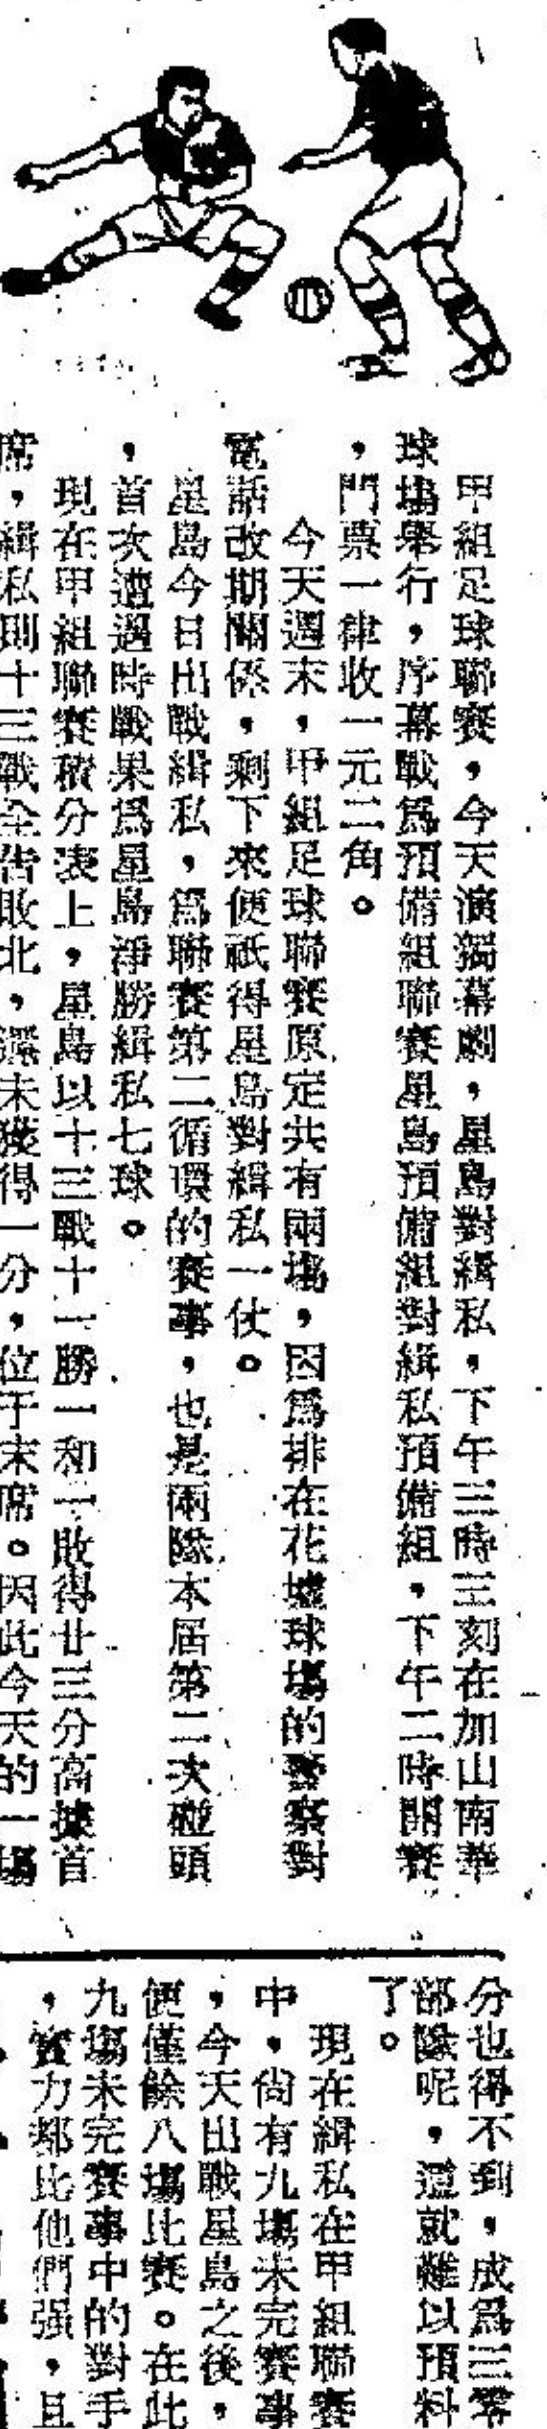 甲組足球聯賽，今天演獨幕劇，星島對緝私，下午三時三刻在加山南華
球場舉行，序幕戰爲預備組聯賽星島預備組對緝私預備組，下午二時開賽
，門票一律收一元二角。
今天週末，甲組足球聯賽原定共有兩場，因爲排在花墟球場的警察對
電話改期關係，剩下來便祇得星島對緝私一仗。
星島今日出戰緝私，爲聯賽第二循環的賽事，也是兩隊本屆第二次碰頭
，首次遭遇時戰果爲星島淨勝緝私七球。
現在甲組聯賽積分表上，星島以十三戰十一勝一和一敗得廿三分高據首
席，緝私則十三戰全告敗北，還未獲得一分，位于末席。因此今天的一場
分也得不到，成爲三零
部隊呢，這就難以預料
了。
現在緝私在甲組聯賽
中，尙有九場未完賽事
，今天出戰星島之後，
便僅餘八場比賽。在此
九場未完賽事中的對手
，實力都比他們强，且